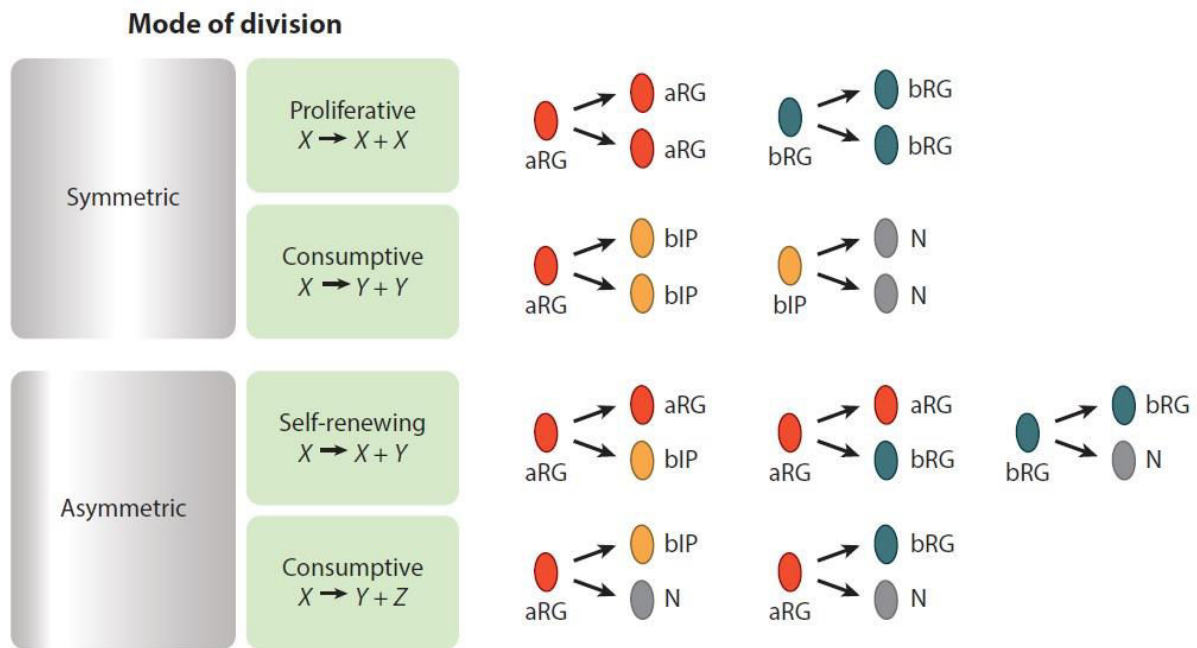 Mode of division
Symmetric
Proliferative
X → X + X
aRG
aRG
aRG
bRG
bRG
bRG
Consumptive
X → Y + Y
aRG
bIP
bIP
bIP
N
N
Asymmetric
Self-renewing
X → X + Y
aRG
aRG
bIP
aRG
aRG
bRG
bRG
bRG
N
Consumptive
X → Y + Z
aRG
bIP
N
aRG
bRG
N